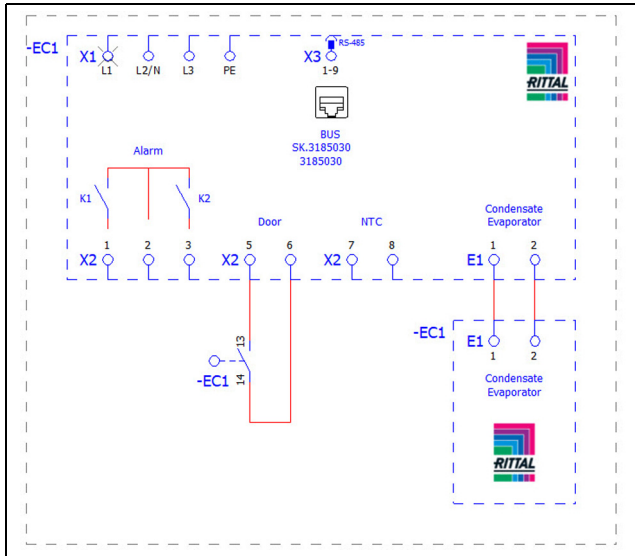 -EC1
X1
L1
L2/N
L3
PE
X3
RS-485
1-9
RITTAL
BUS
SK.3185030
3185030
Alarm
K1
K2
Door
NTC
Condensate
Evaporator
X2
1
2
3
X2
5
6
X2
7
8
E1
1
2
-EC1
E1
1
2
Condensate
Evaporator
RITTAL
13
14
-EC1